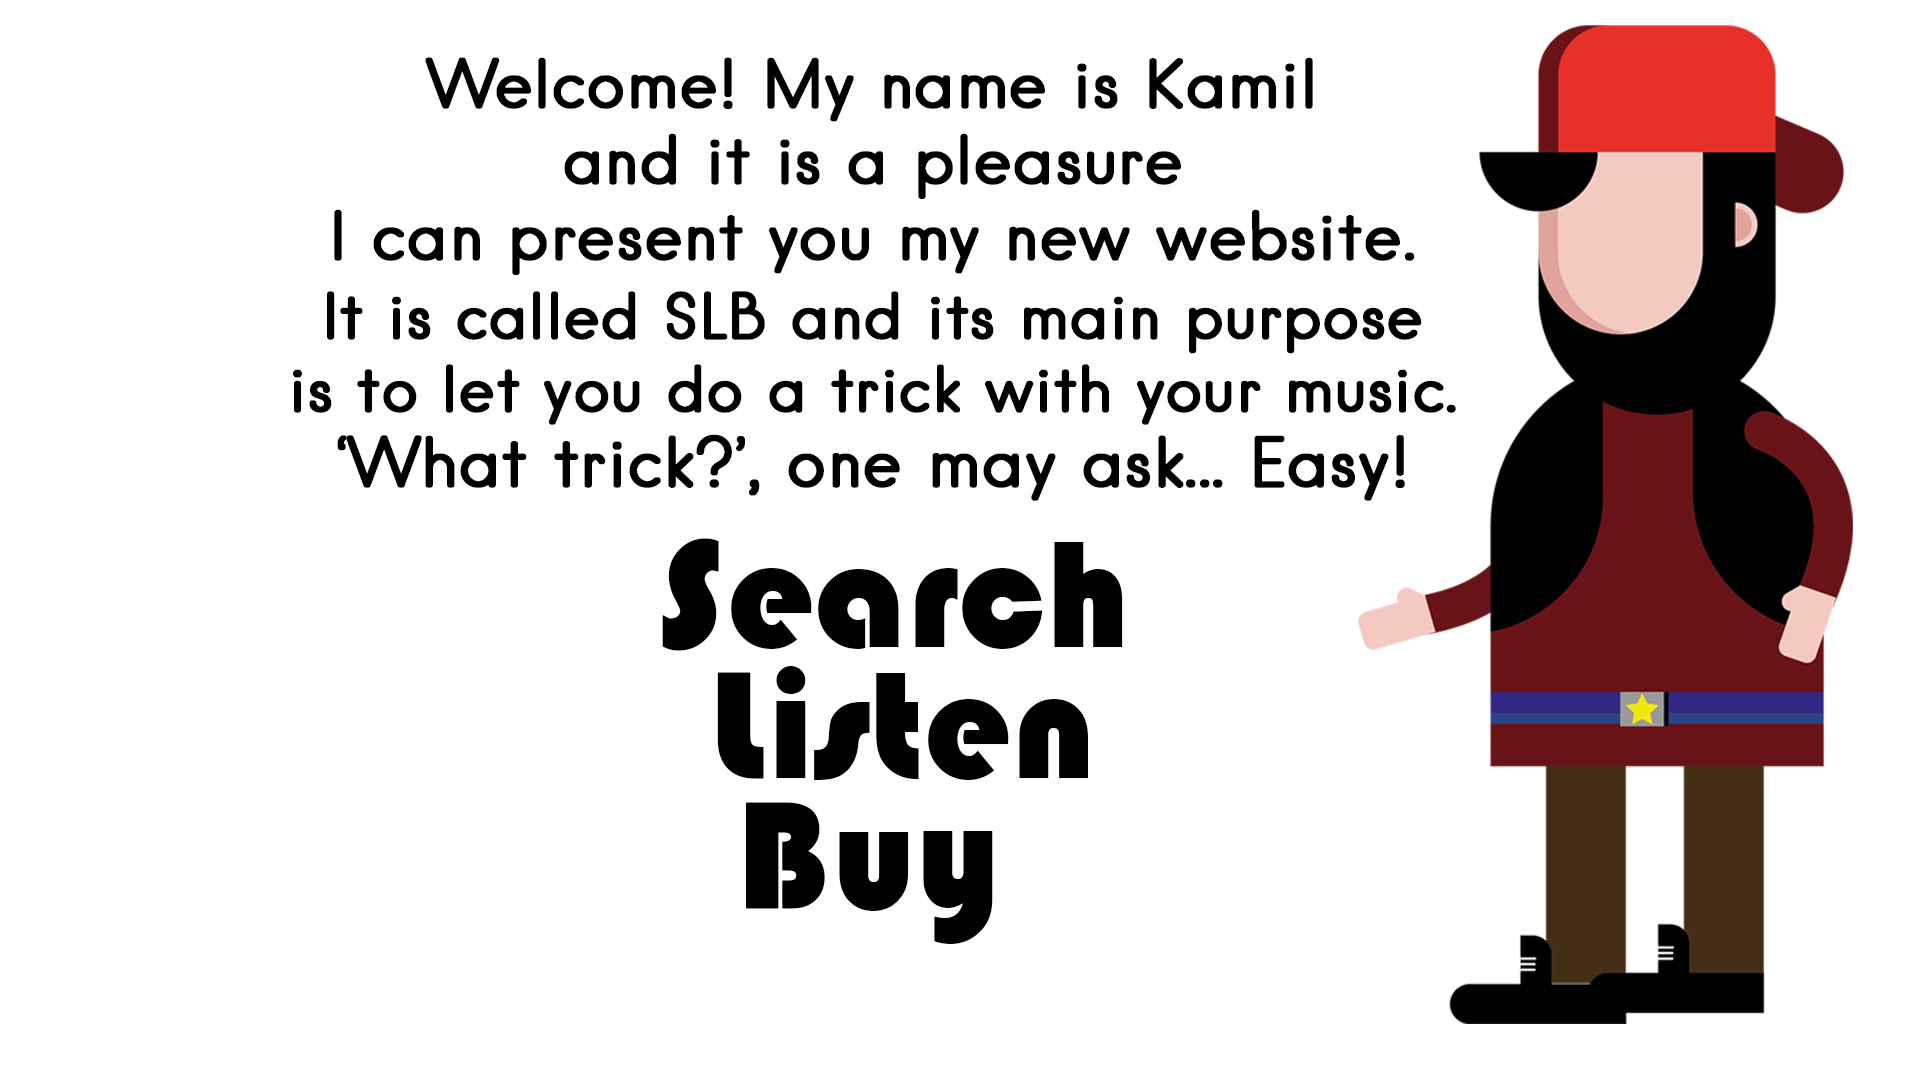 Welcome! My name is Kamil
and it is a pleasure
I can present you my new website.
It is called SLB and its main purpose
is to let you do a trick with your music.
‘What trick?’, one may ask... Easy!
Search
Listen
Buy